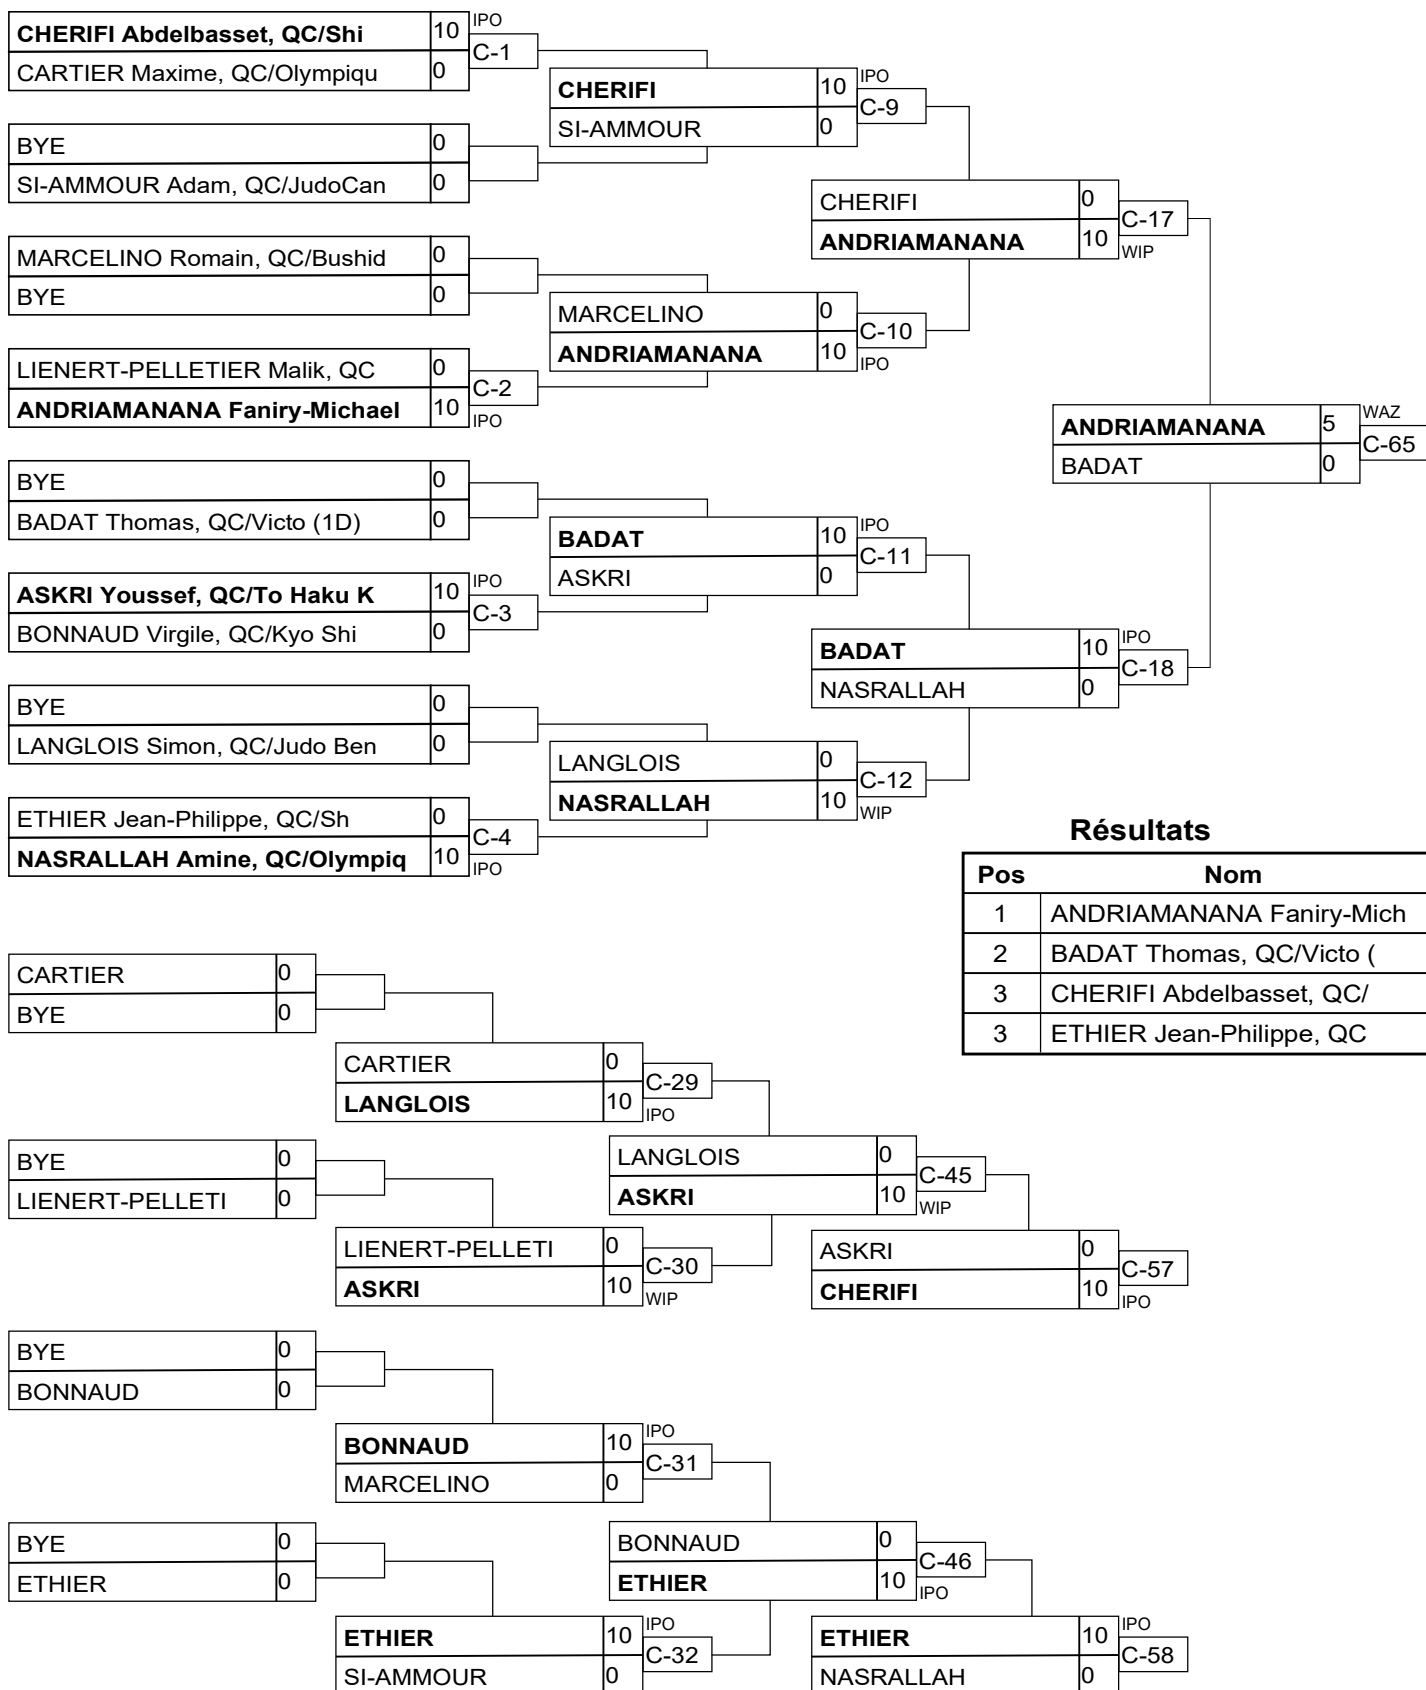 CHERIFI Abdelbasset, QC/Shi 10 IPO
C-1
CARTIER Maxime, QC/Olympiqu 0
BYE 0
SI-AMMOUR Adam, QC/JudoCan 0
MARCELINO Romain, QC/Bushid 0
BYE 0
LIENERT-PELLETIER Malik, QC 0
C-2
ANDRIAMANANA Faniry-Michael 10 IPO
BYE 0
BADAT Thomas, QC/Victo (1D) 0
ASKRI Youssef, QC/To Haku K 10 IPO
C-3
BONNAUD Virgile, QC/Kyo Shi 0
BYE 0
LANGLOIS Simon, QC/Judo Ben 0
ETHIER Jean-Philippe, QC/Sh 0
C-4
NASRALLAH Amine, QC/Olympiq 10 IPO
CHERIFI 10 IPO
C-9
SI-AMMOUR 0
MARCELINO 0
C-10
ANDRIAMANANA 10 IPO
BADAT 10 IPO
C-11
ASKRI 0
LANGLOIS 0
C-12
NASRALLAH 10 WIP
CHERIFI 0
C-17
ANDRIAMANANA 10 WIP
BADAT 10 IPO
C-18
NASRALLAH 0
ANDRIAMANANA 5 WAZ
C-65
BADAT 0
Résultats
Pos Nom
1 ANDRIAMANANA Faniry-Mich
2 BADAT Thomas, QC/Victo (
3 CHERIFI Abdelbasset, QC/
3 ETHIER Jean-Philippe, QC
CARTIER 0
BYE 0
BYE 0
LIENERT-PELLETI 0
BYE 0
BONNAUD 0
BYE 0
ETHIER 0
CARTIER 0
C-29
LANGLOIS 10 IPO
LIENERT-PELLETI 0
C-30
ASKRI 10 WIP
BONNAUD 10 IPO
C-31
MARCELINO 0
ETHIER 10 IPO
C-32
SI-AMMOUR 0
LANGLOIS 0
C-45
ASKRI 10 WIP
BONNAUD 0
C-46
ETHIER 10 IPO
ASKRI 0
C-57
CHERIFI 10 IPO
ETHIER 10 IPO
C-58
NASRALLAH 0